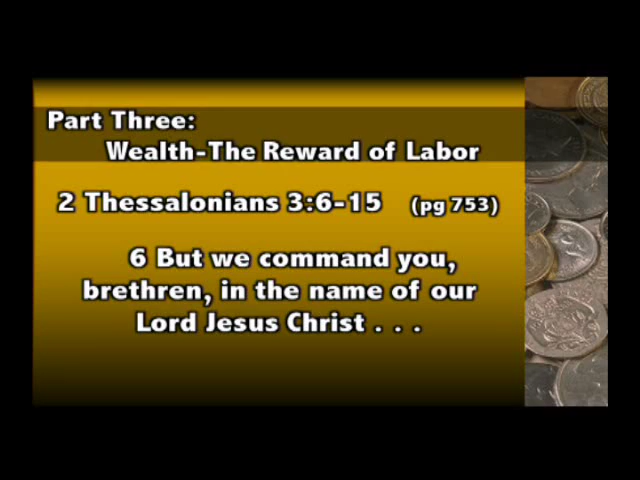 Part Three:
Wealth-The Reward of Labor
2 Thessalonians 3:6-15 (pg 753)
6 But we command you,
brethren, in the name of our
Lord Jesus Christ . . .